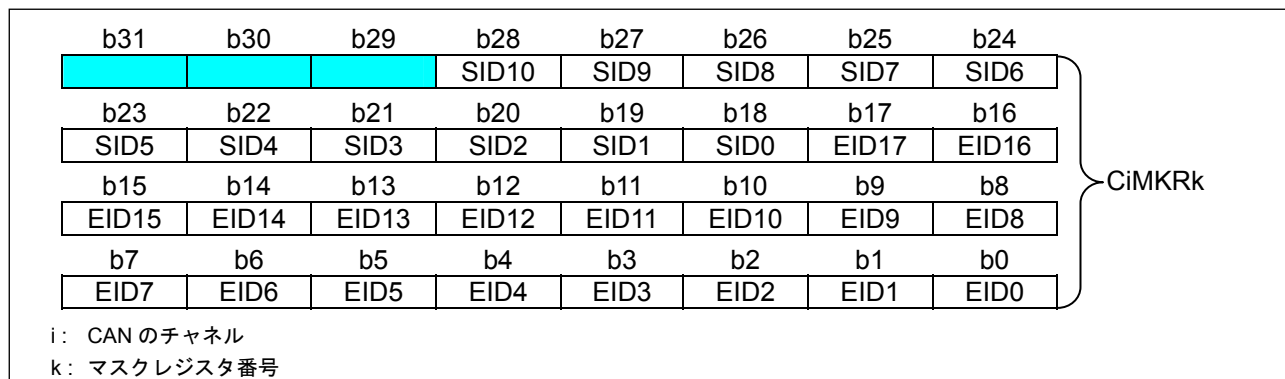 b31 b30 b29 b28 b27 b26 b25 b24
SID10 SID9 SID8 SID7 SID6
b23 b22 b21 b20 b19 b18 b17 b16
SID5 SID4 SID3 SID2 SID1 SID0 EID17 EID16
CiMKRk
b15 b14 b13 b12 b11 b10 b9 b8
EID15 EID14 EID13 EID12 EID11 EID10 EID9 EID8
b7 b6 b5 b4 b3 b2 b1 b0
EID7 EID6 EID5 EID4 EID3 EID2 EID1 EID0
i : CAN のチャネル
k : マスクレジスタ番号